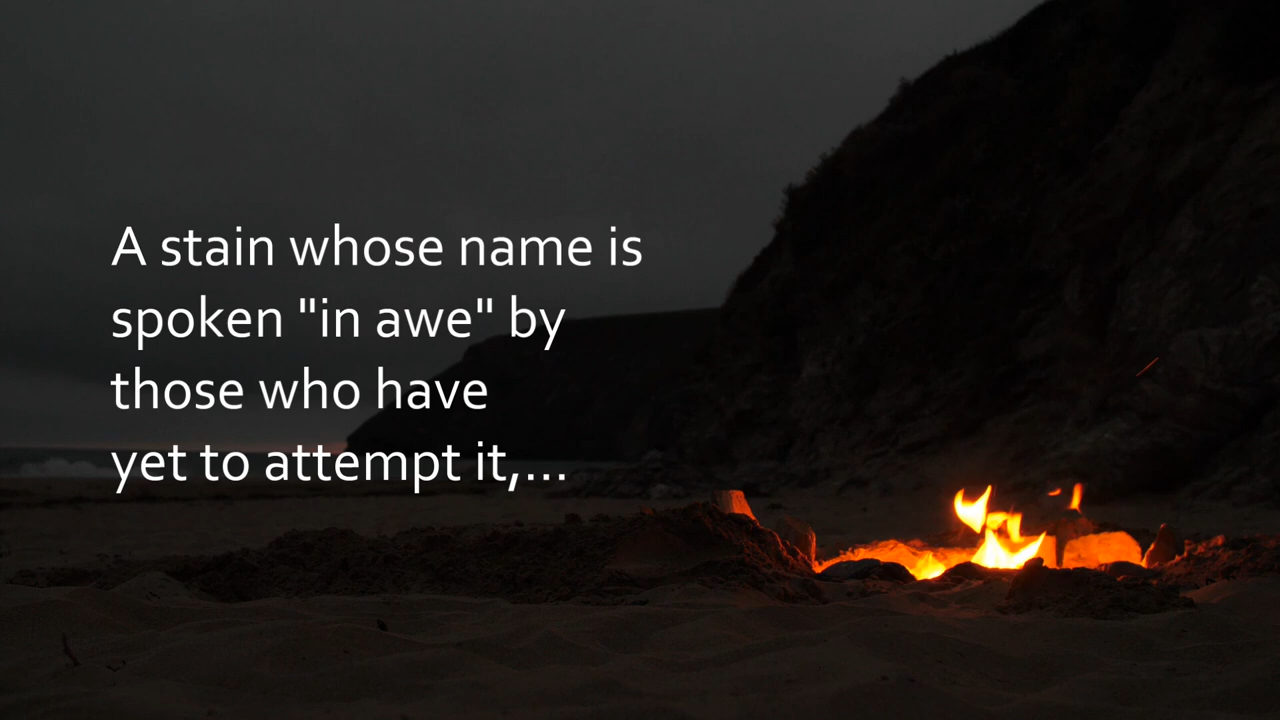 A stain whose name is
spoken "in awe" by
those who have
yet to attempt it,...